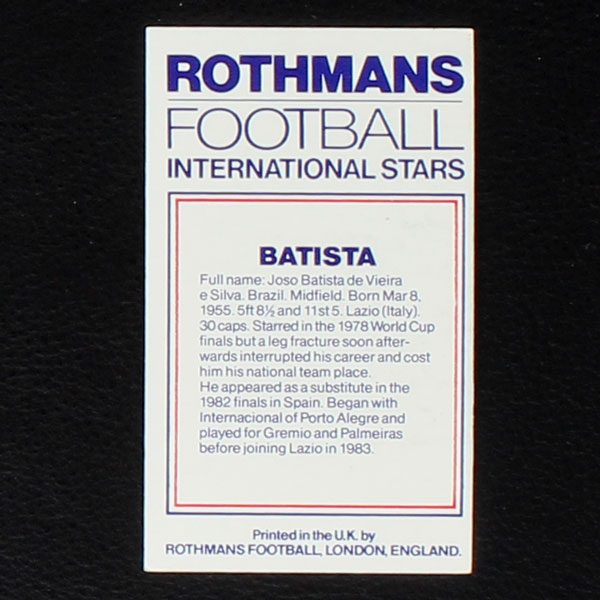 ROTHMANS
FOOTBALL
INTERNATIONAL STARS
BATISTA
Full name: Joso Batista de Vieira
e Silva. Brazil. Midfield. Born Mar 8,
1955. 5ft 8½ and 11st 5. Lazio (Italy).
30 caps. Starred in the 1978 World Cup
finals but a leg fracture soon after-
wards interrupted his career and cost
him his national team place.
He appeared as a substitute in the
1982 finals in Spain. Began with
Internacional of Porto Alegre and
played for Gremio and Palmeiras
before joining Lazio in 1983.
Printed in the U.K. by
ROTHMANS FOOTBALL, LONDON, ENGLAND.